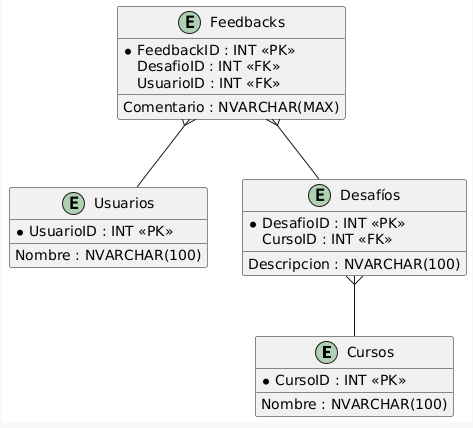 E Feedbacks
FeedbackID : INT «PK»
DesafioID : INT «FK»
UsuarioID : INT «FK»
Comentario : NVARCHAR(MAX)
E Usuarios
UsuarioID : INT «PK»
Nombre : NVARCHAR(100)
E Desafíos
DesafioID : INT «PK»
CursoID : INT «FK»
Descripcion : NVARCHAR(100)
E Cursos
CursoID : INT «PK»
Nombre : NVARCHAR(100)